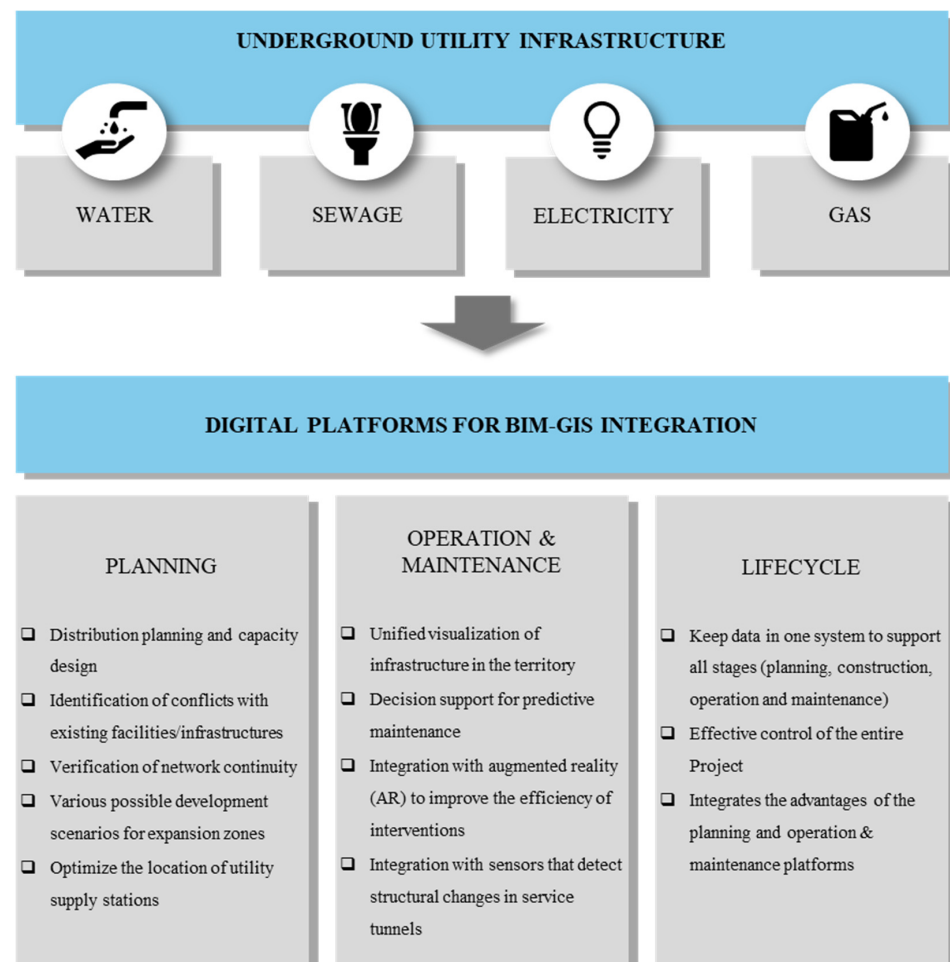 UNDERGROUND UTILITY INFRASTRUCTURE
WATER
SEWAGE
ELECTRICITY
GAS
DIGITAL PLATFORMS FOR BIM-GIS INTEGRATION
PLANNING
❑ Distribution planning and capacity
design
❑ Identification of conflicts with
existing facilities/infrastructures
❑ Verification of network continuity
❑ Various possible development
scenarios for expansion zones
❑ Optimize the location of utility
supply stations
OPERATION &
MAINTENANCE
❑ Unified visualization of
infrastructure in the territory
❑ Decision support for predictive
maintenance
❑ Integration with augmented reality
(AR) to improve the efficiency of
interventions
❑ Integration with sensors that detect
structural changes in service
tunnels
LIFECYCLE
❑ Keep data in one system to support
all stages (planning, construction,
operation and maintenance)
❑ Effective control of the entire
Project
❑ Integrates the advantages of the
planning and operation &
maintenance platforms